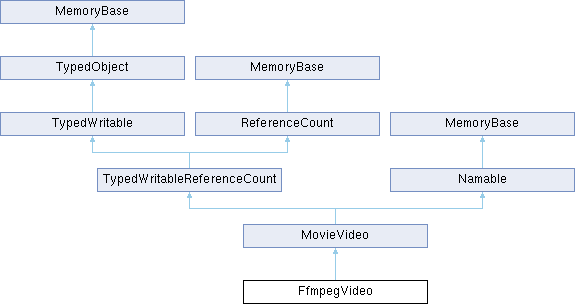 MemoryBase
TypedObject
MemoryBase
TypedWritable
ReferenceCount
MemoryBase
TypedWritableReferenceCount
Namable
MovieVideo
FfmpegVideo